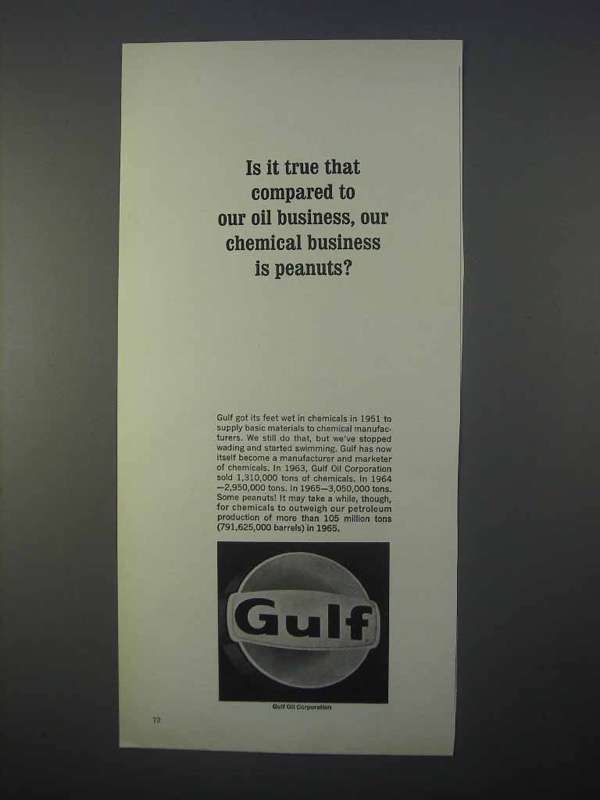 Is it true that
compared to
our oil business, our
chemical business
is peanuts?
Gulf got its feet wet in chemicals in 1951 to
supply basic materials to chemical manufac-
turers. We still do that, but we've stopped
wading and started swimming. Gulf has now
itself become a manufacturer and marketer
of chemicals. In 1963, Gulf Oil Corporation
sold 1,310,000 tons of chemicals. In 1964
—2,950,000 tons. In 1965—3,050,000 tons.
Some peanuts! It may take a while, though,
for chemicals to outweigh our petroleum
production of more than 105 million tons
(791,625,000 barrels) in 1965.
Gulf
Gulf Oil Corporation
72